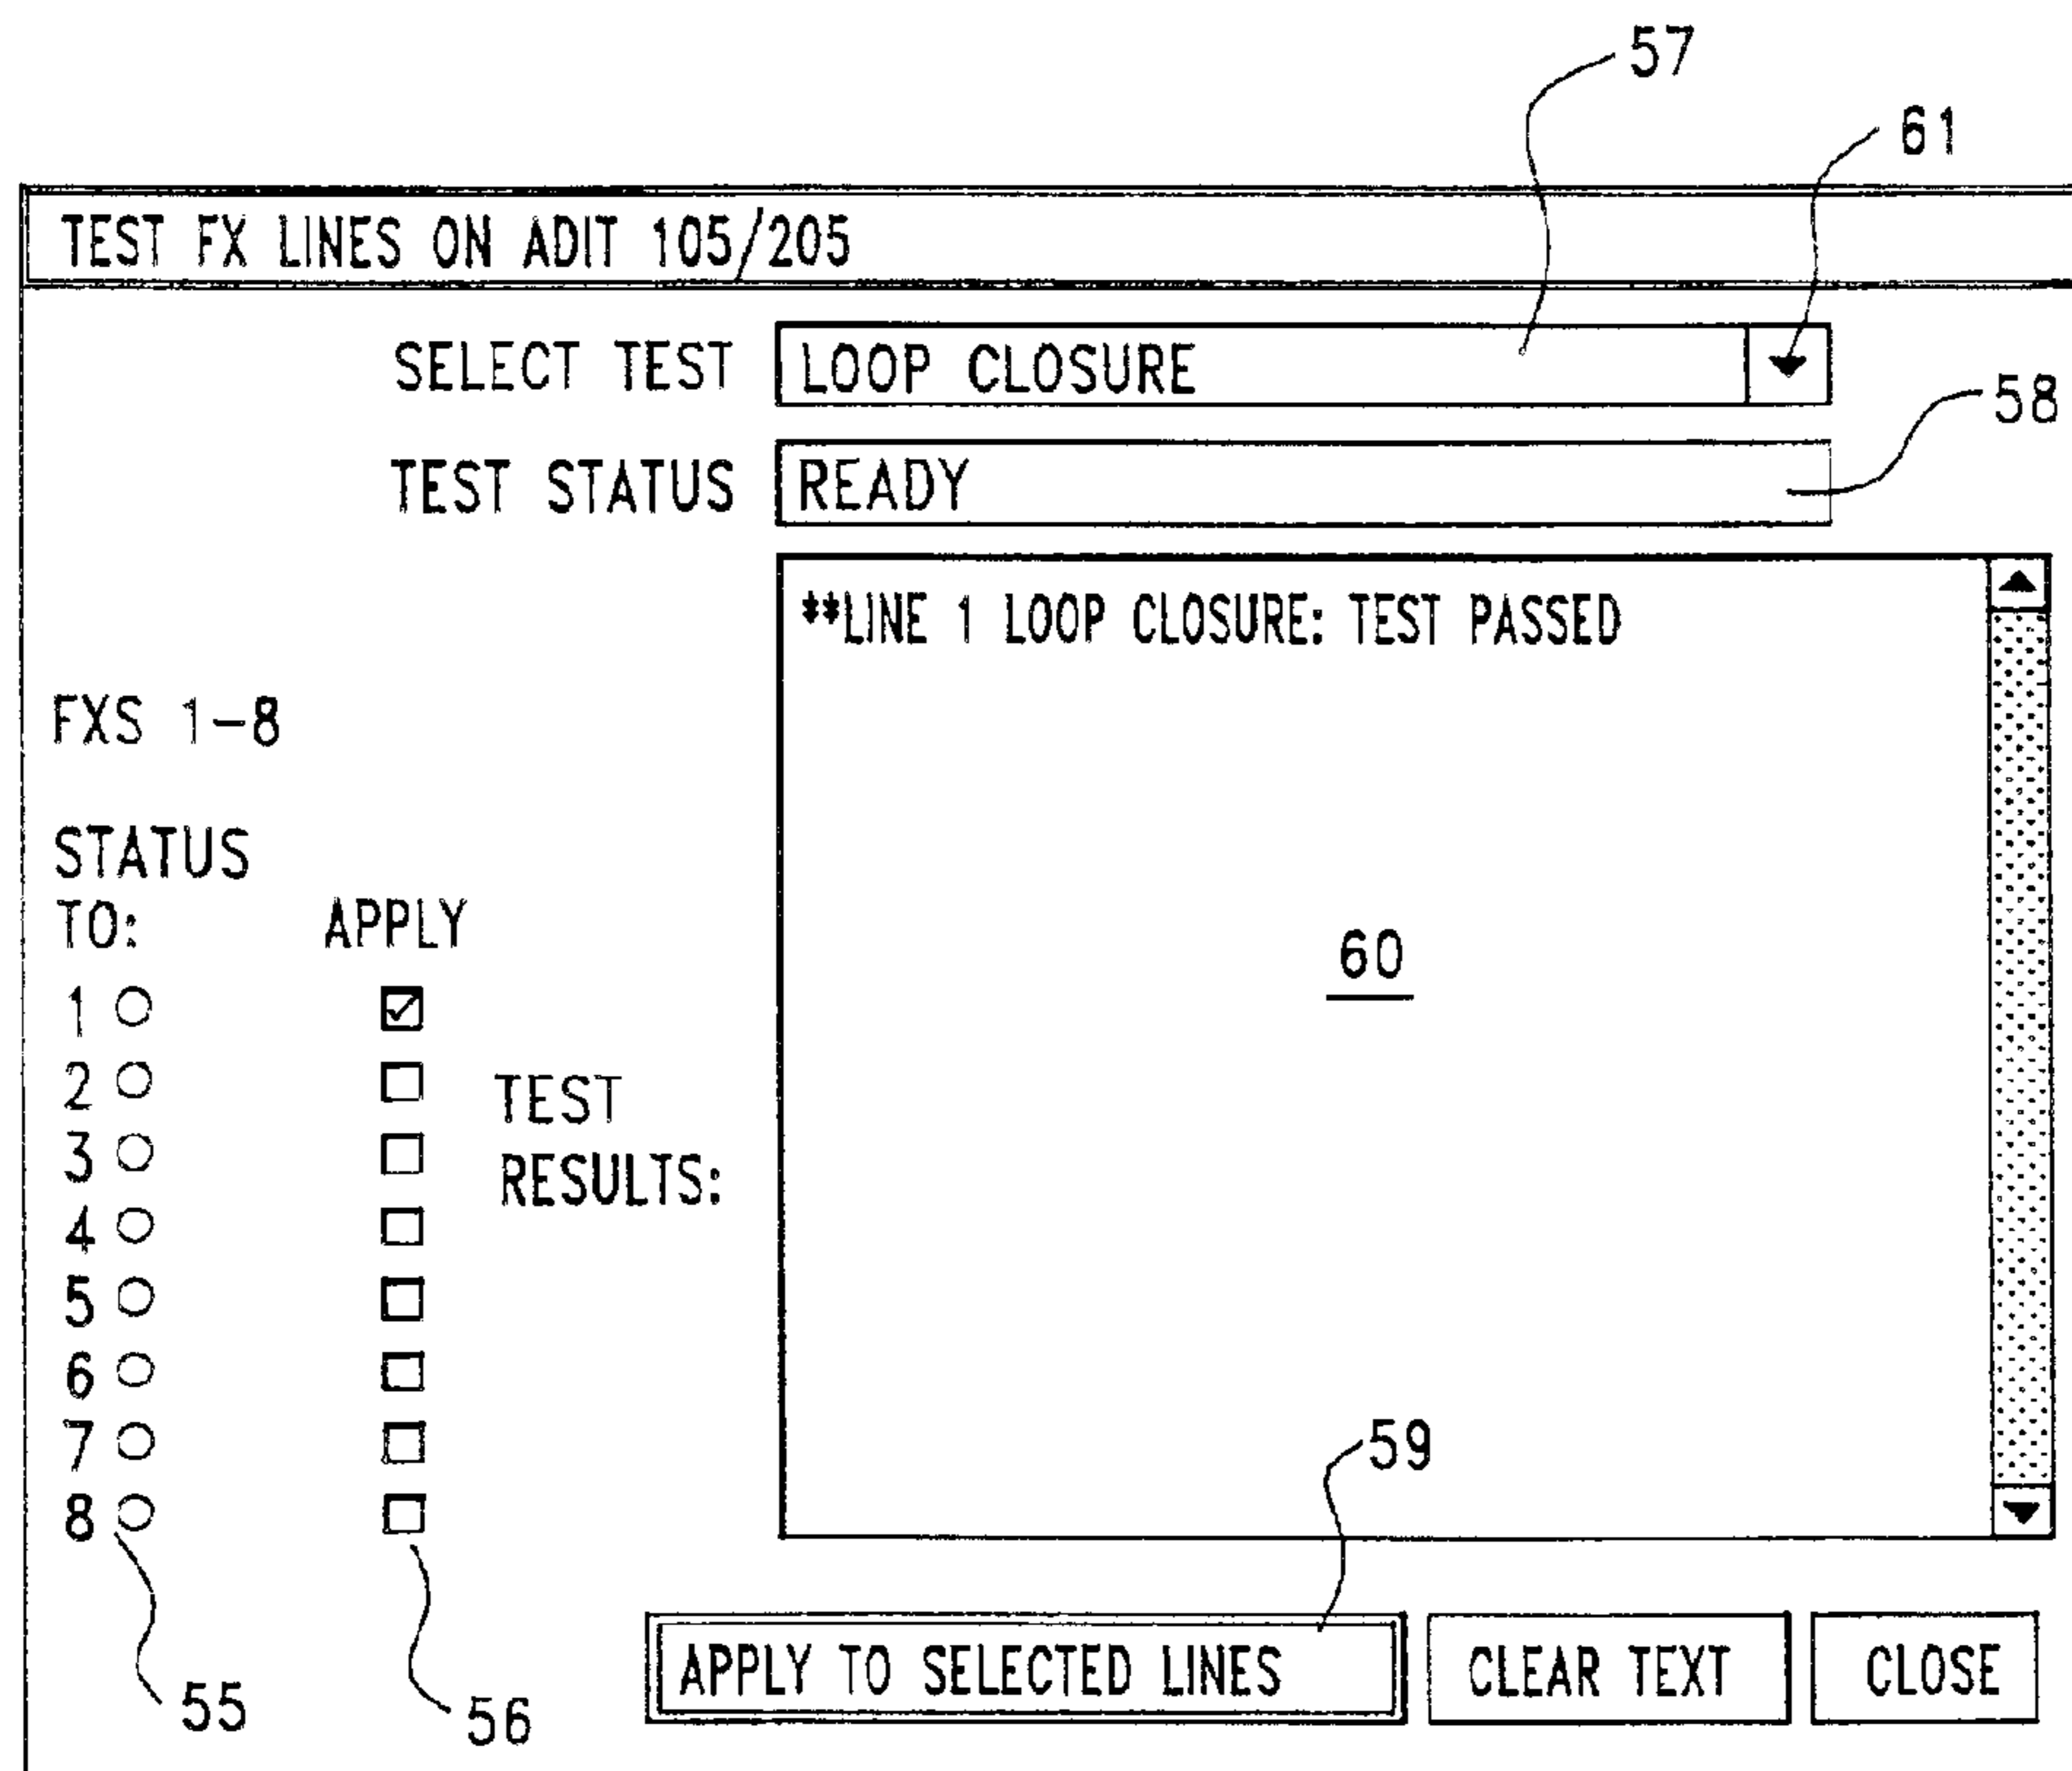 57
61
TEST FX LINES ON ADIT 105/205
SELECT TEST LOOP CLOSURE
58
TEST STATUS READY
**LINE 1 LOOP CLOSURE: TEST PASSED
FXS 1-8
STATUS
TO: APPLY
60
1
2
3
4
5
6
7
8
TEST
RESULTS:
59
APPLY TO SELECTED LINES CLEAR TEXT CLOSE
55
56